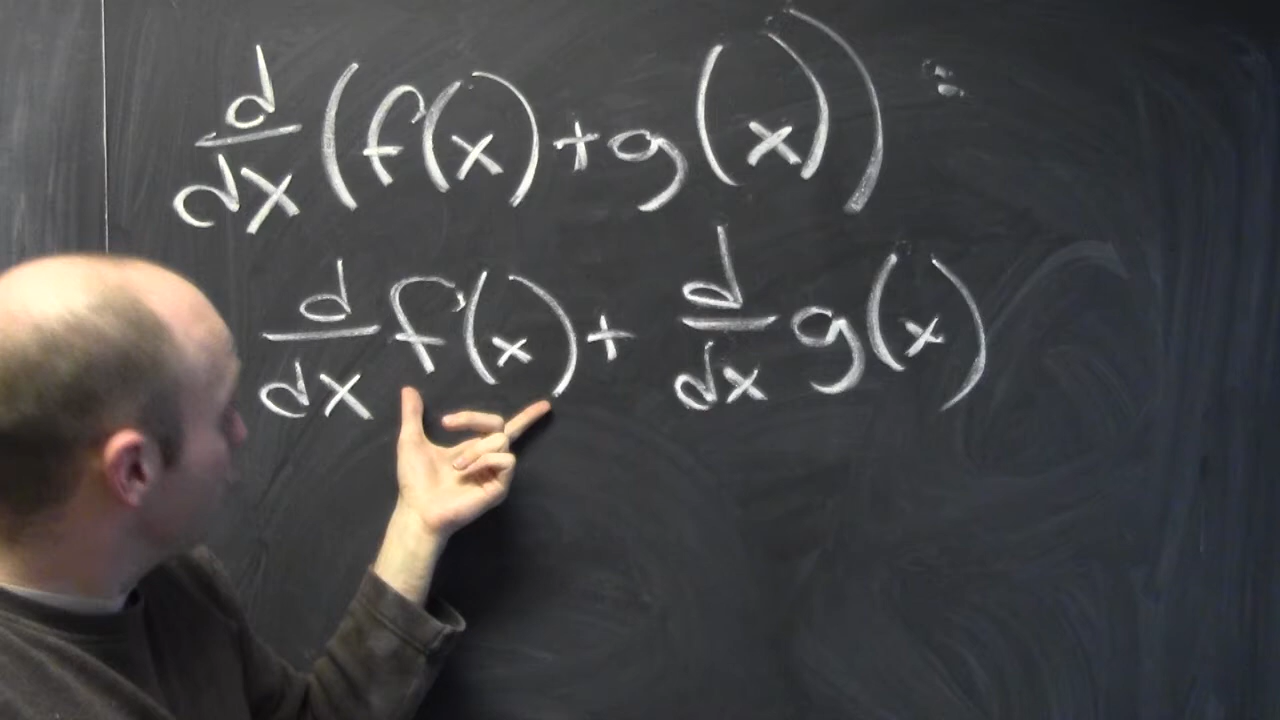 d/dx (f(x)+g(x)) =
d/dx f(x) + d/dx g(x)